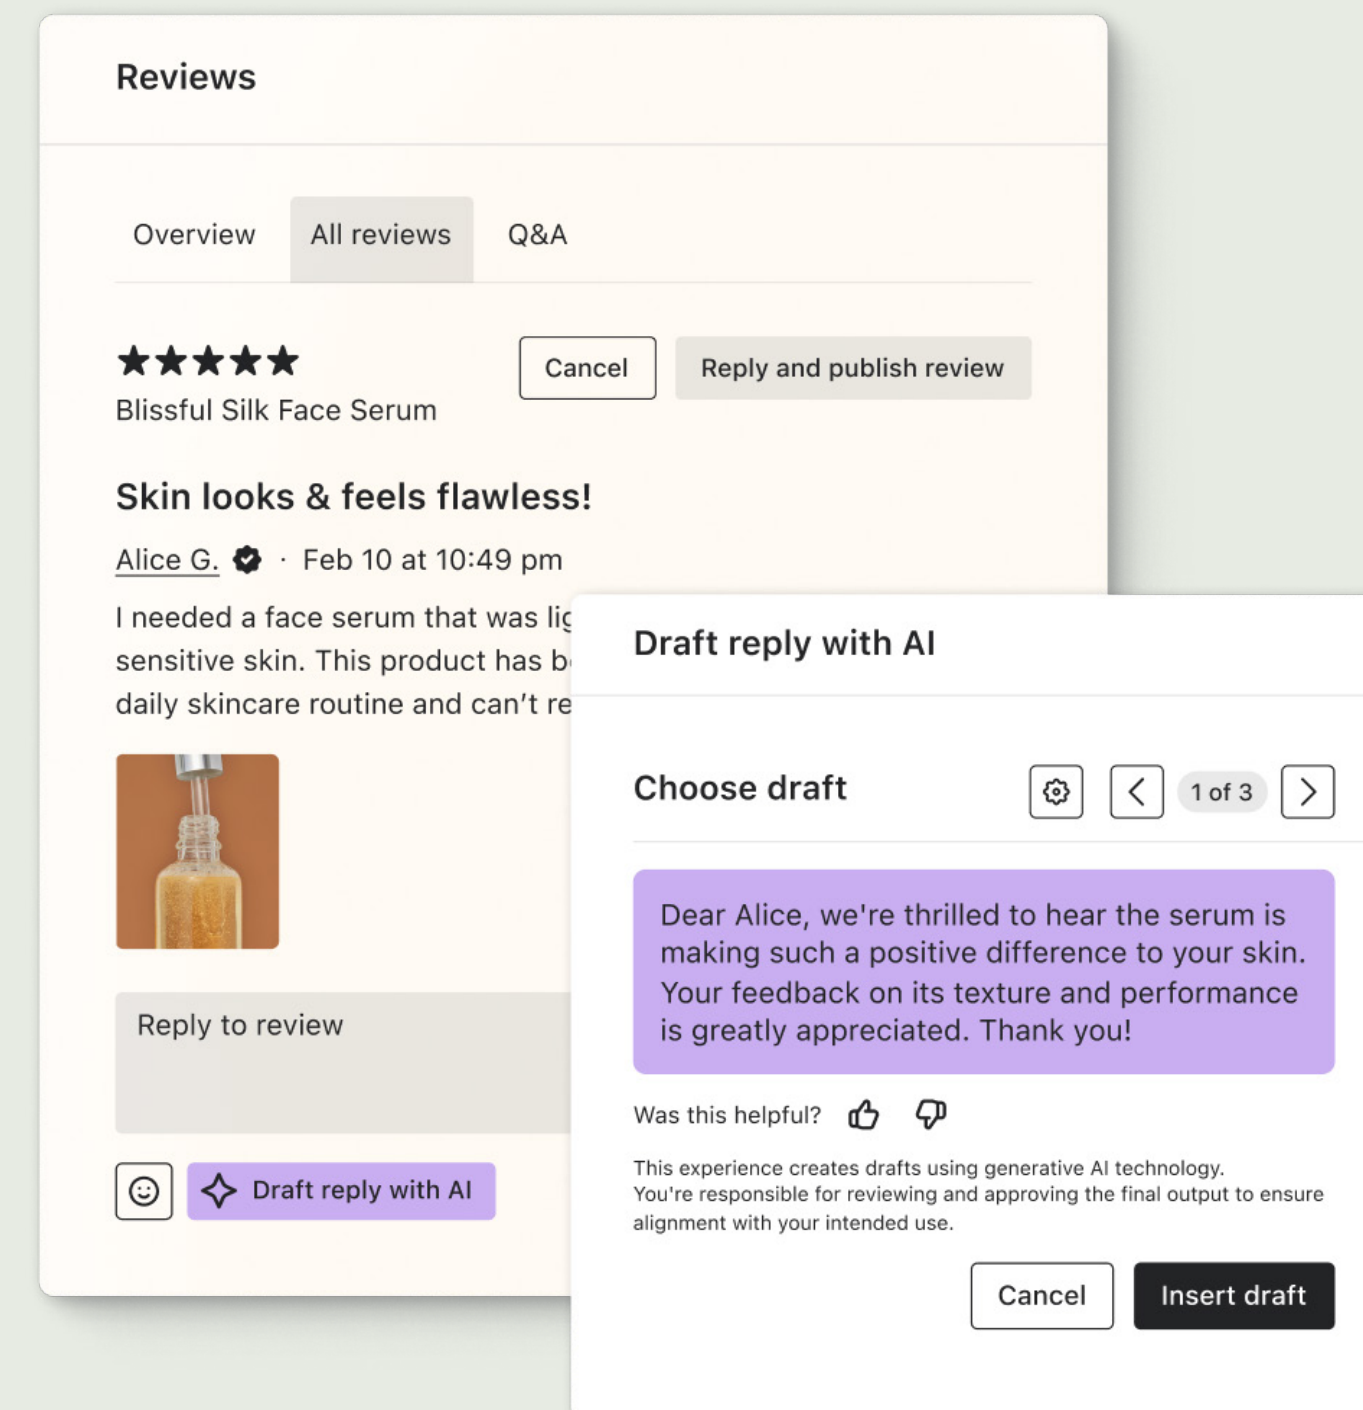 Reviews
Overview
All reviews
Q&A
Cancel
Reply and publish review
Blissful Silk Face Serum
Skin looks & feels flawless!
Alice G. · Feb 10 at 10:49 pm
I needed a face serum that was
sensitive skin. This product has
daily skincare routine and can’t
Reply to review
Draft reply with AI
Draft reply with AI
Choose draft
1 of 3
Dear Alice, we're thrilled to hear the serum is
making such a positive difference to your skin.
Your feedback on its texture and performance
is greatly appreciated. Thank you!
Was this helpful?
This experience creates drafts using generative AI technology.
You're responsible for reviewing and approving the final output to ensure
alignment with your intended use.
Cancel
Insert draft